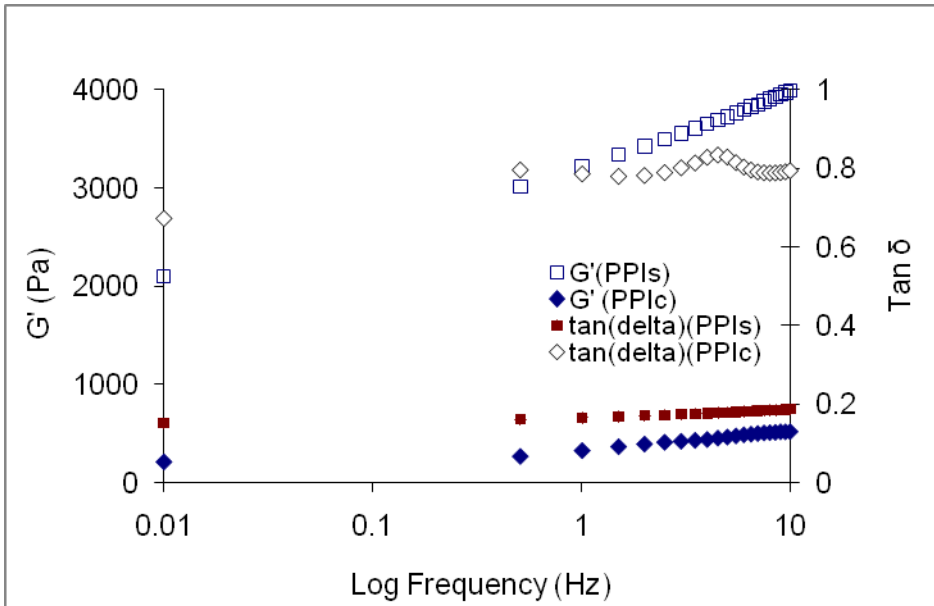 4000
3000
2000
1000
0
G' (Pa)
1
0.8
0.6
0.4
0.2
0
Tan δ
G'(PPIs)
G' (PPIc)
tan(delta)(PPIs)
tan(delta)(PPIc)
0.01 0.1 1 10
Log Frequency (Hz)